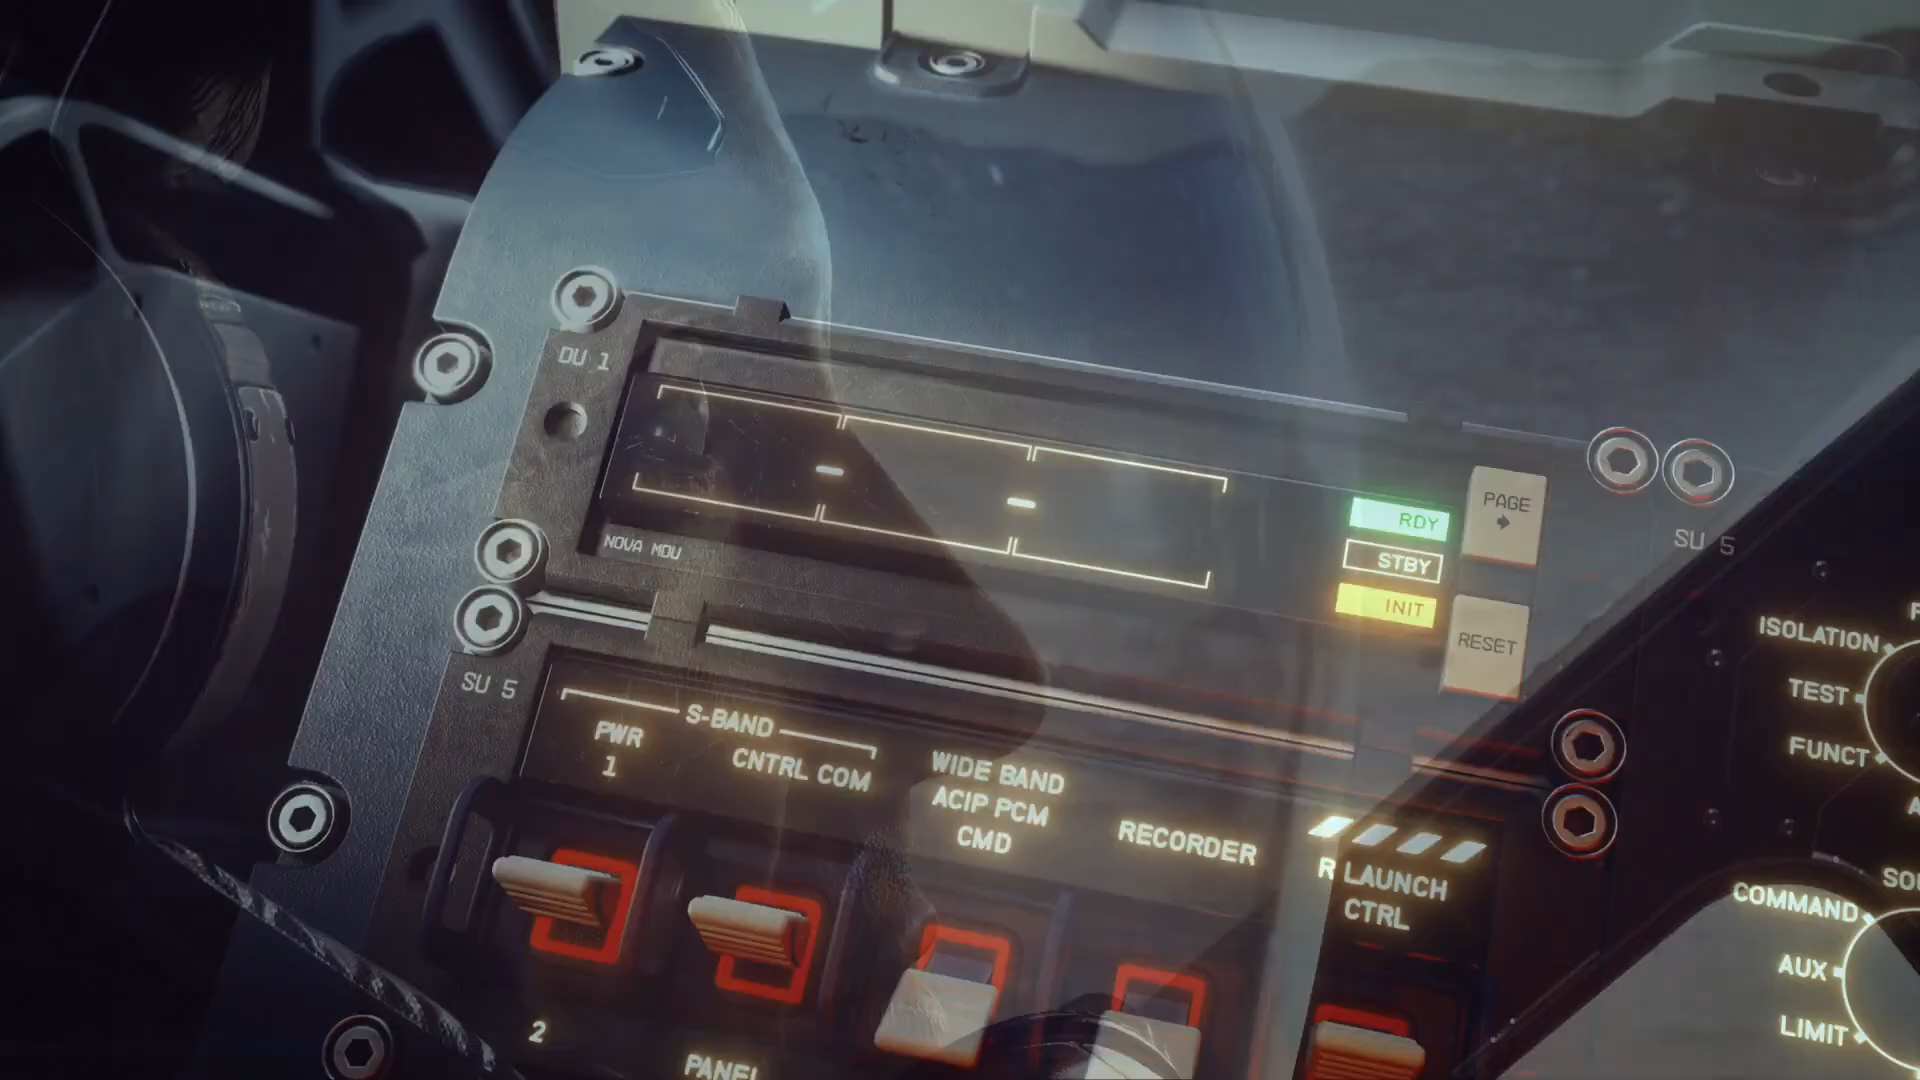 DU 1
NOVA MDU
RDY
STBY
INIT
PAGE
RESET
SU 5
SU 5
S-BAND
PWR
1
CNTRL COM
WIDE BAND
ACIP PCM
CMD
RECORDER
LAUNCH
CTRL
2
PANEL
ISOLATION
TEST
FUNCT
COMMAND
AUX
LIMIT